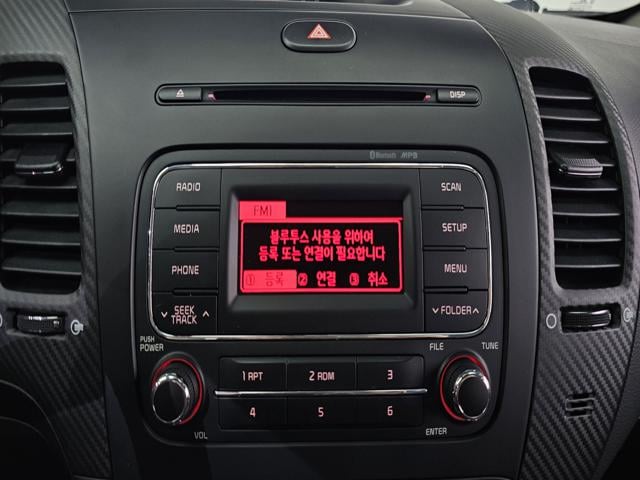 DISP
Bluetooth MP3
RADIO
SCAN
MEDIA
SETUP
PHONE
MENU
SEEK
TRACK
FOLDER
FM1
블루투스 사용을 위하여
등록 또는 연결이 필요합니다
① 등록 ② 연결 ③ 취소
PUSH
POWER
FILE
TUNE
1 RPT
2 RDM
3
4
5
6
VOL
ENTER